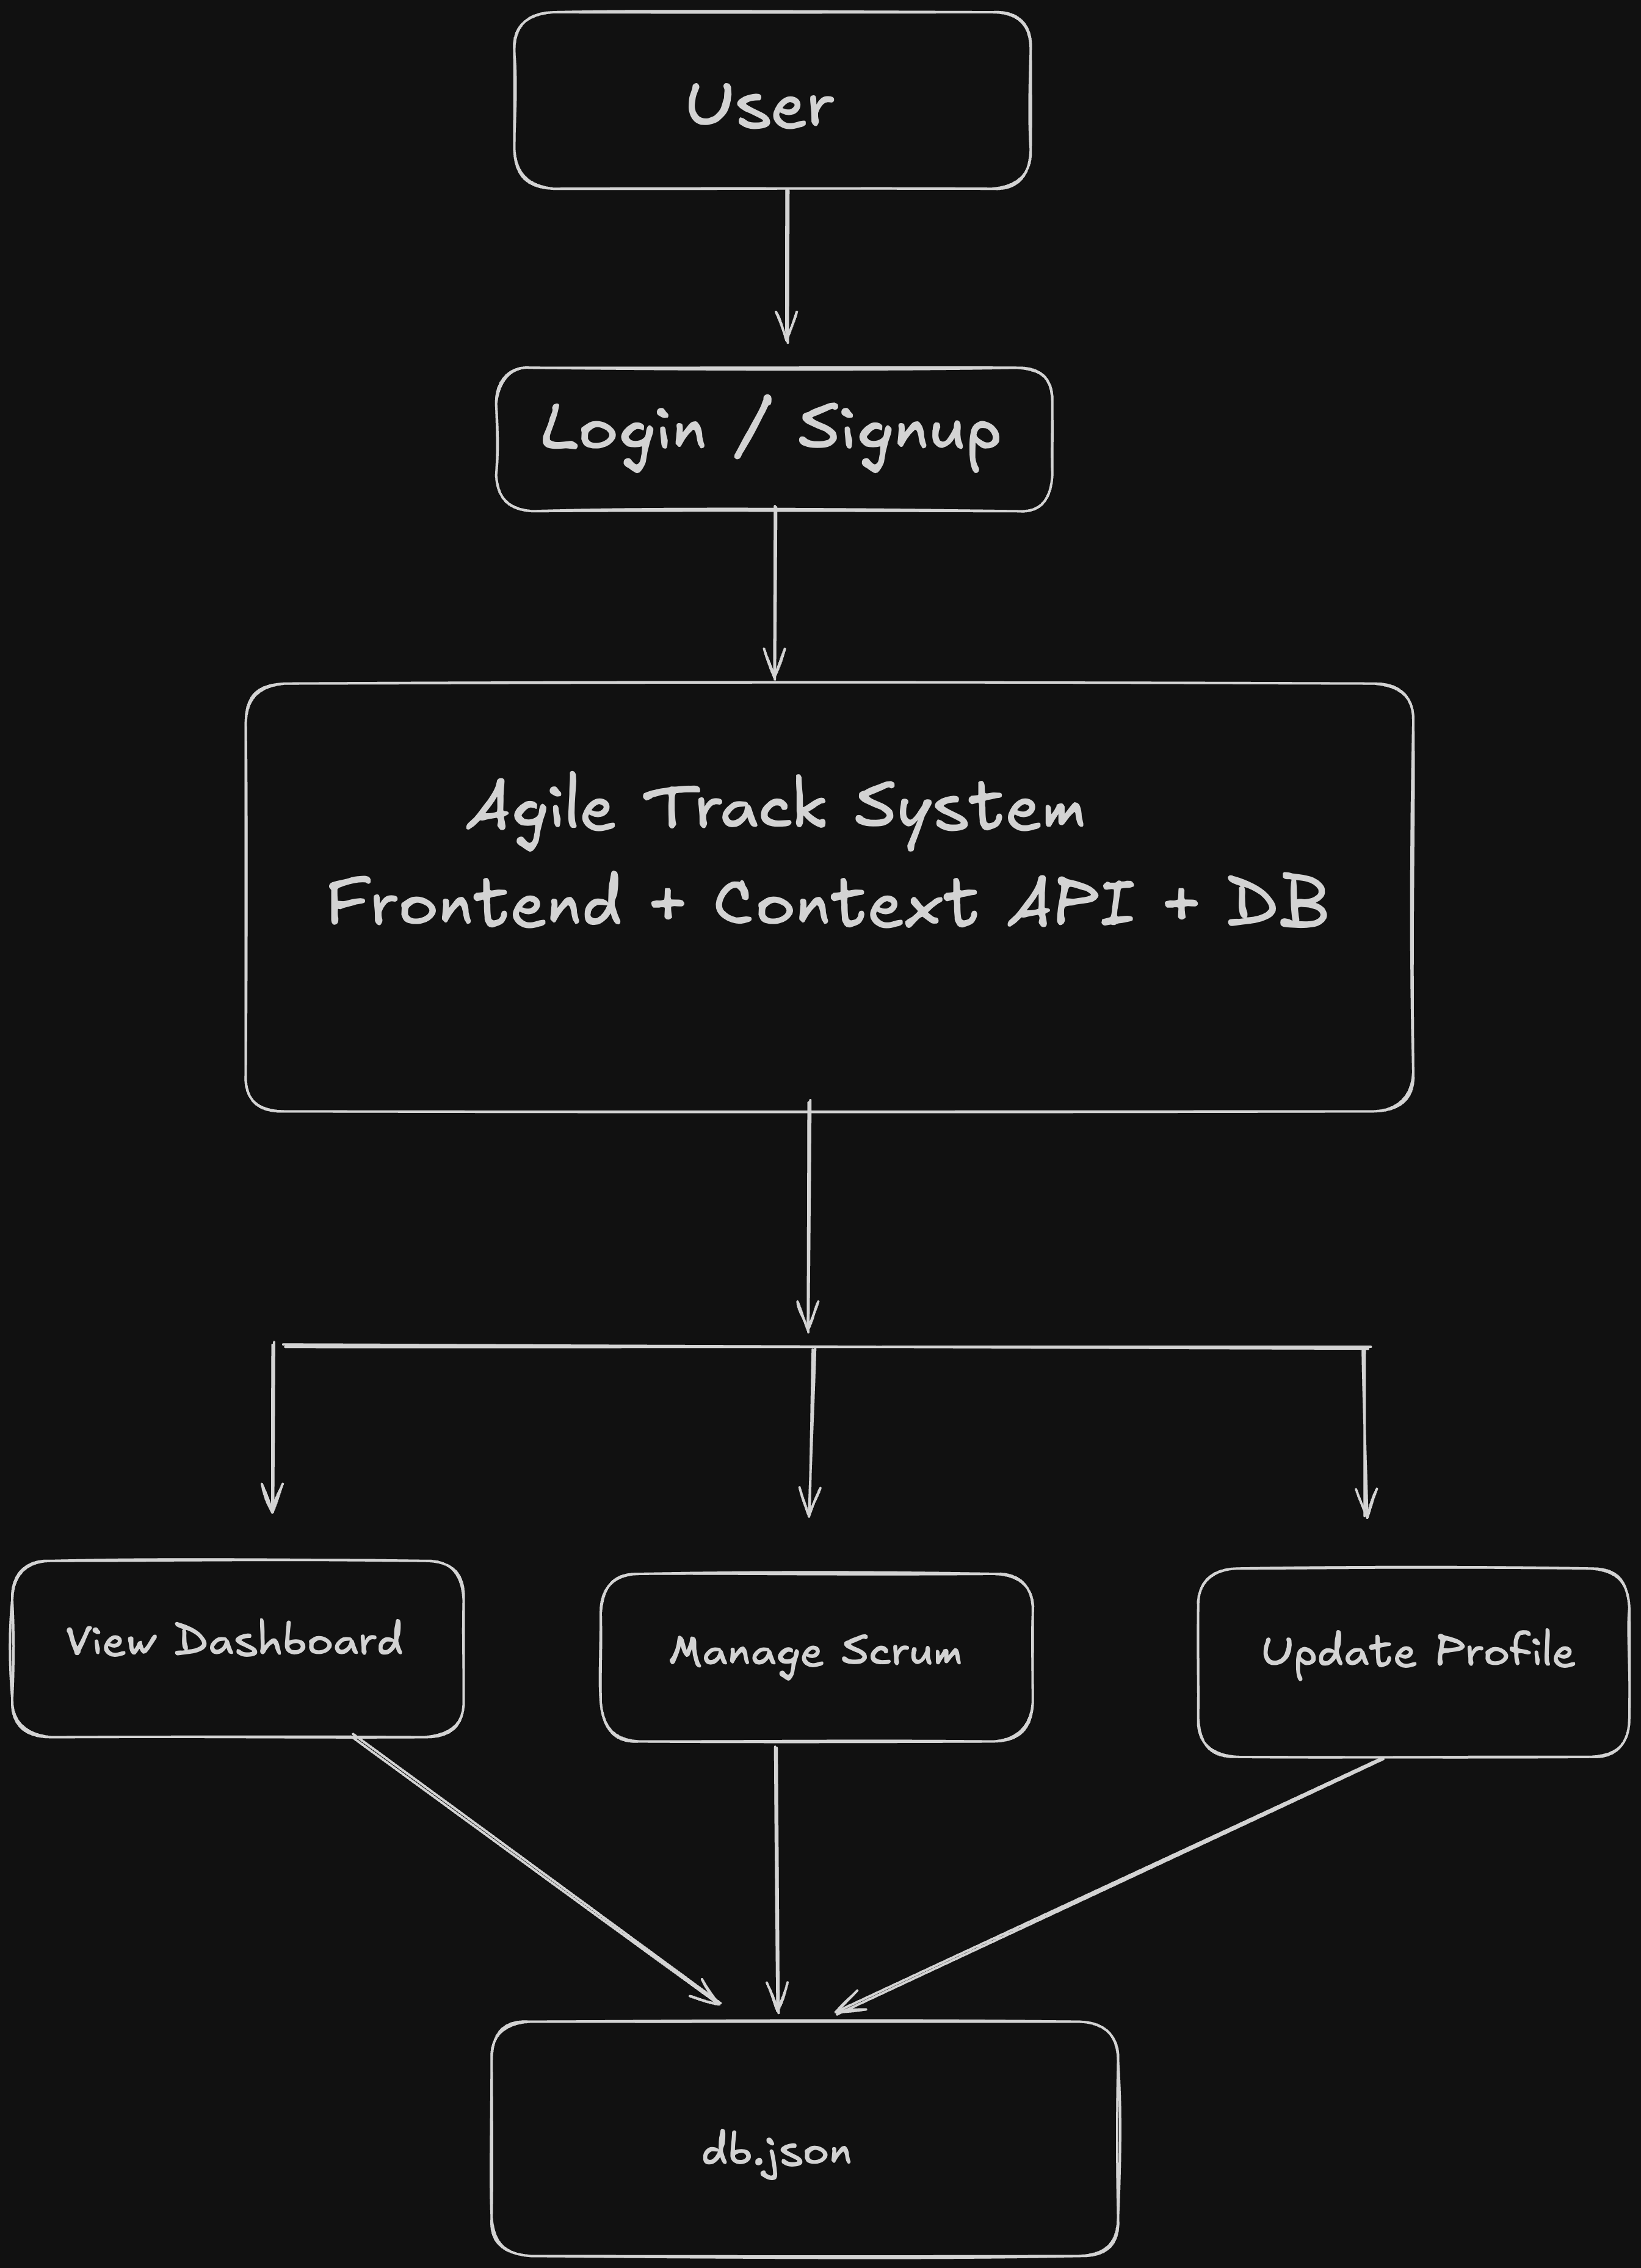 User
Login / Signup
Agile Track System
Frontend + Context API + DB
View Dashboard
Manage Scrum
Update Profile
db.json